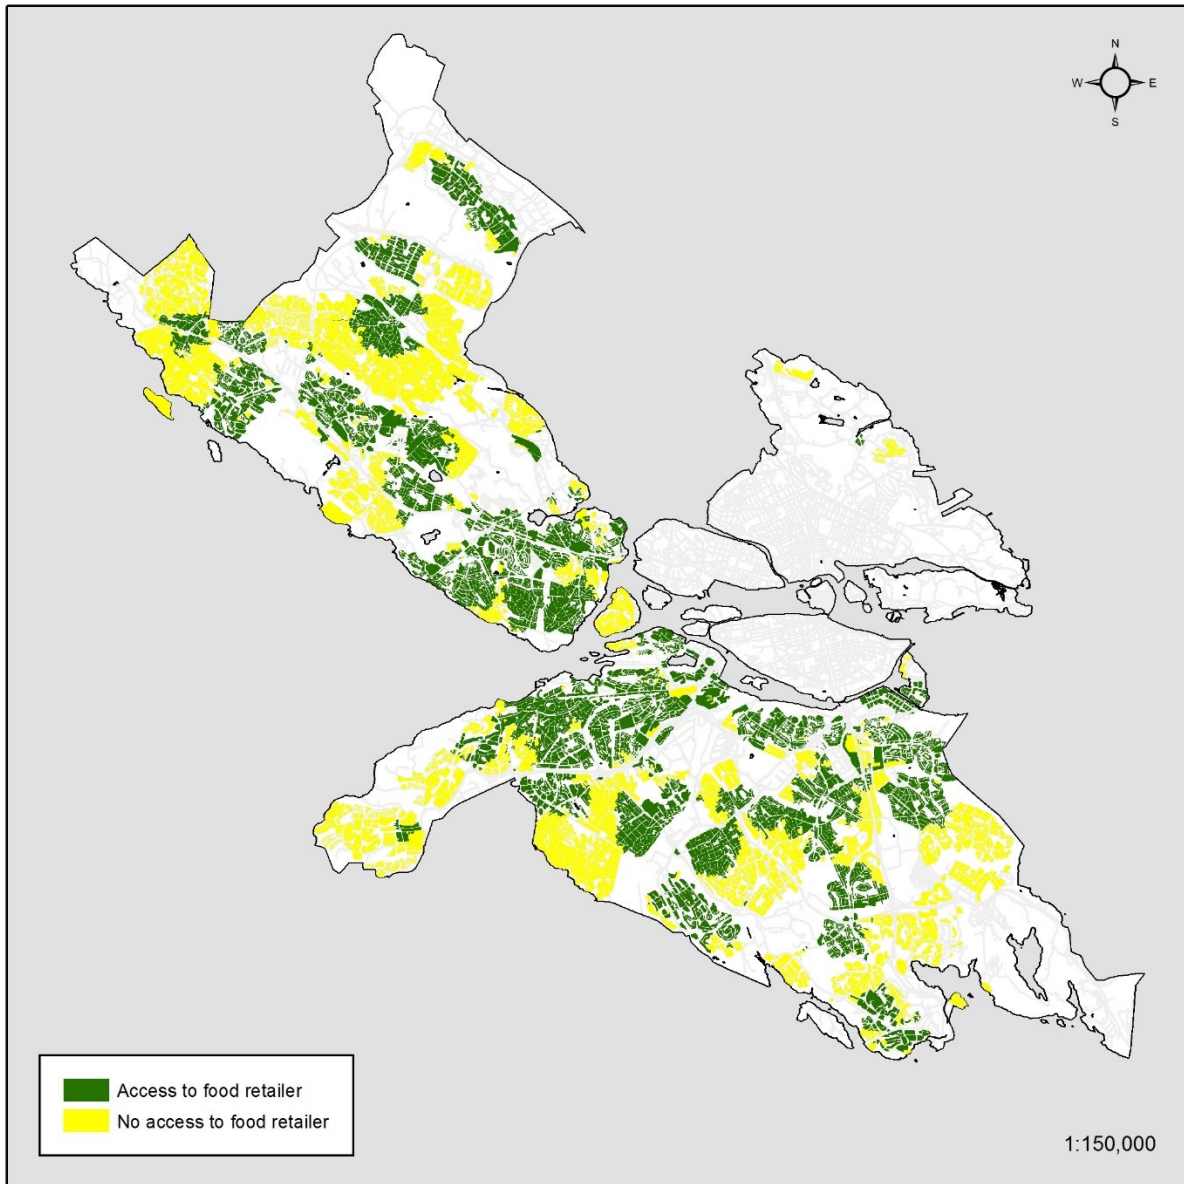 N
W E
S
Access to food retailer
No access to food retailer
1:150,000